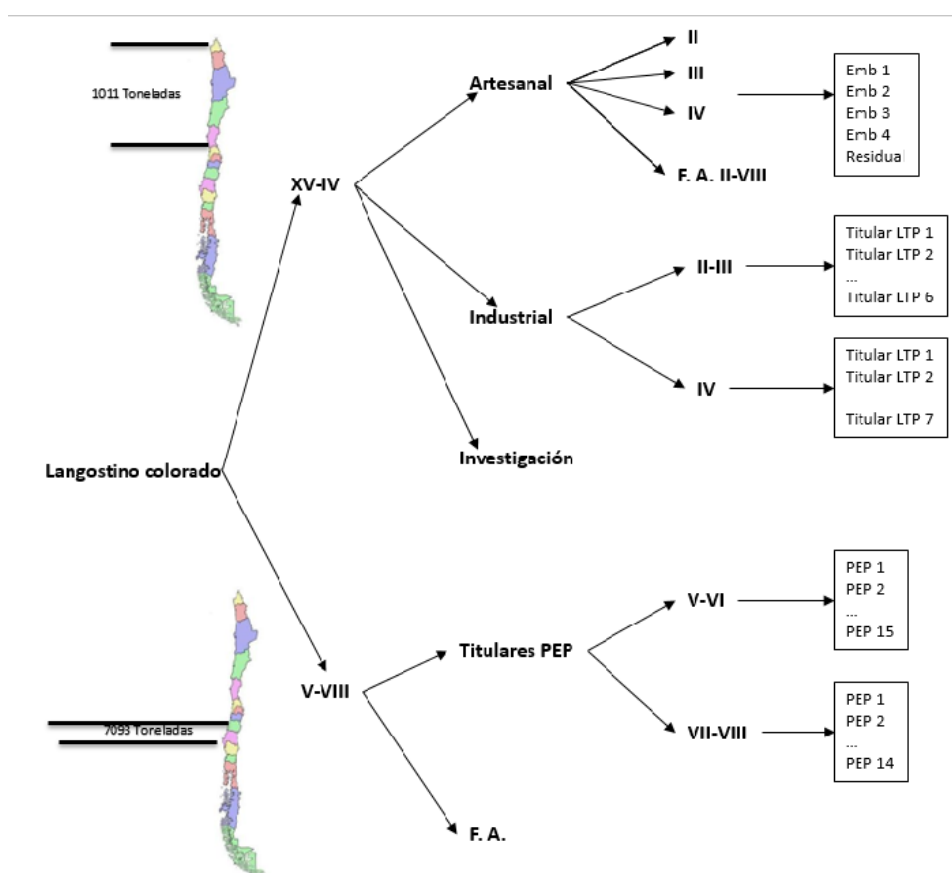 1011 Toneladas
Artesanal
II
III
IV
F. A. II-VIII
Emb 1
Emb 2
Emb 3
Emb 4
Residual
XV-IV
Industrial
II-III
Titular LTP 1
Titular LTP 2
...
Titular LTP 6
IV
Titular LTP 1
Titular LTP 2
Titular LTP 7
Investigación
Langostino colorado
V-VIII
7093 Toneladas
Titulares PEP
V-VI
PEP 1
PEP 2
...
PEP 15
VII-VIII
PEP 1
PEP 2
...
PEP 14
F. A.